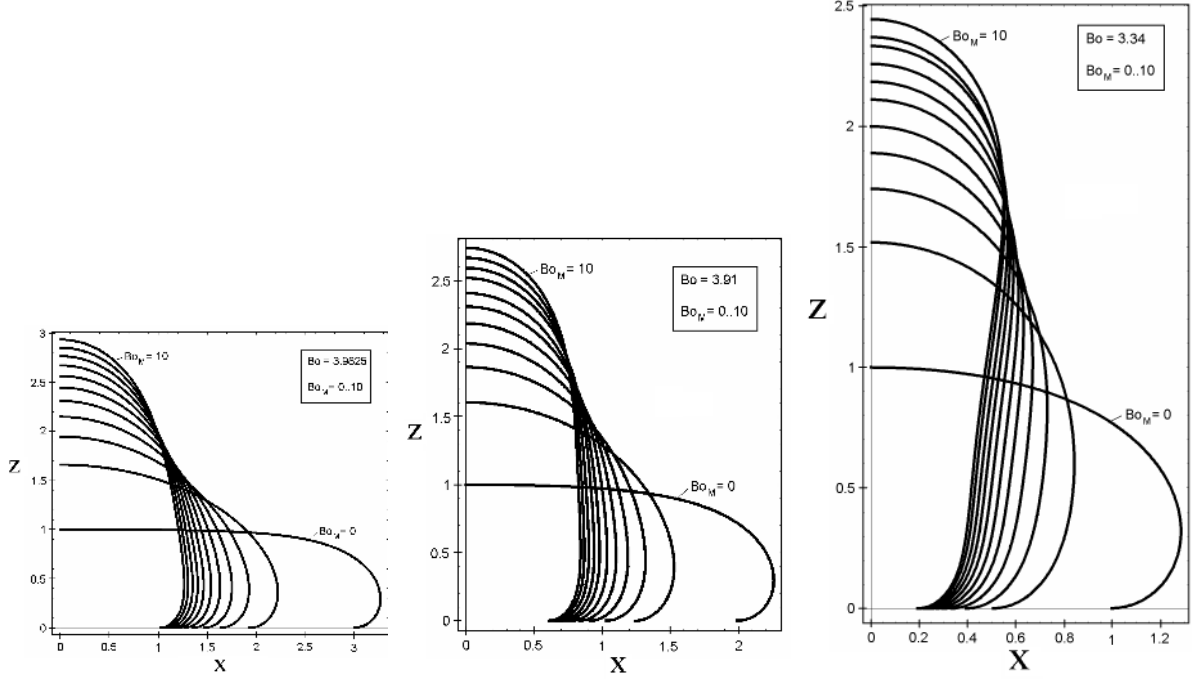 3
2.5
2
1.5
1
0.5
0
0
0.5
1
1.5
2
2.5
3
Z
X
Bo_M = 10
Bo_M = 0
Bo = 3.9825
Bo_M = 0..10
2.5
2
1.5
1
0.5
0
0
0.5
1
1.5
2
Z
X
Bo_M = 10
Bo_M = 0
Bo = 3.91
Bo_M = 0..10
2.5
2
1.5
1
0.5
0
0
0.2
0.4
0.6
0.8
1
1.2
Z
X
Bo_M = 10
Bo_M = 0
Bo = 3.34
Bo_M = 0..10